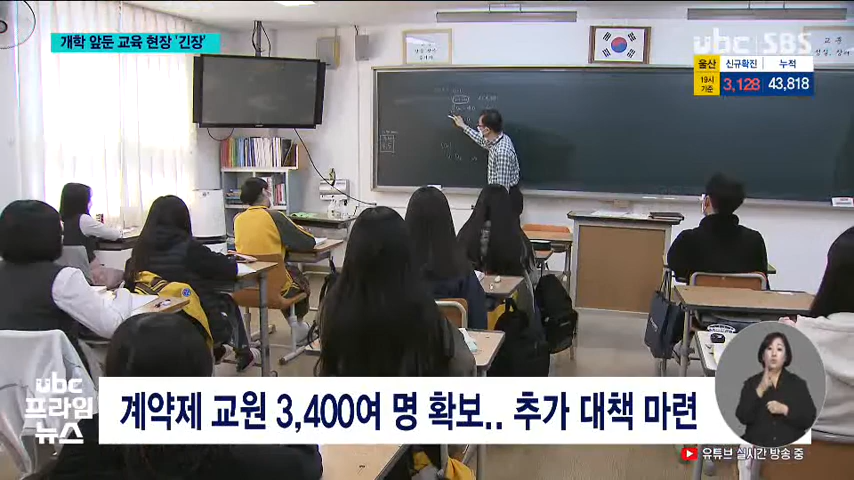 개학 앞둔 교육 현장 '긴장'
ubc SBS
울산 19시 기준
신규확진 누적
3,128 43,818
ubc 프라임 뉴스
계약제 교원 3,400여 명 확보.. 추가 대책 마련
유튜브 실시간 방송 중